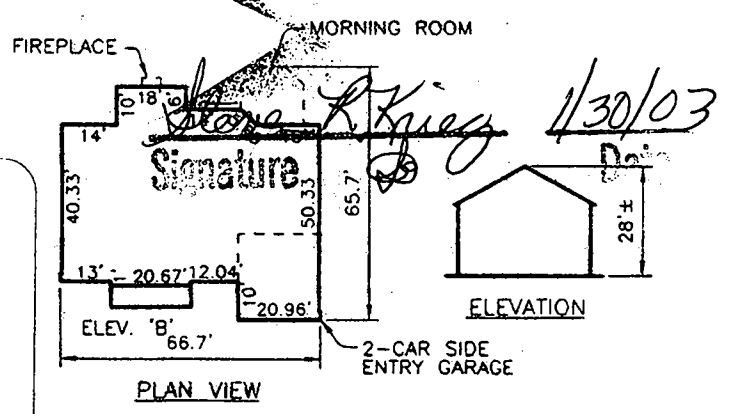 MORNING ROOM
FIREPLACE
18'
10'
6'
14'
1/30/03
Signature
Date
40.33'
50.33
65.7'
28'±
13'
20.67'
12.04'
10'
20.96'
ELEV. 'B'
66.7'
ELEVATION
2-CAR SIDE
ENTRY GARAGE
PLAN VIEW